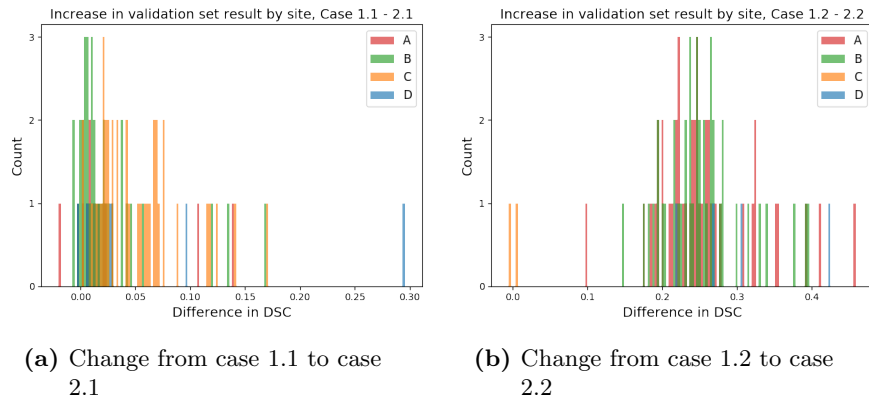 Increase in validation set result by site, Case 1.1 - 2.1
Count
3
2
1
0
A
B
C
D
0.00 0.05 0.10 0.15 0.20 0.25 0.30
Difference in DSC
(a) Change from case 1.1 to case
2.1
Increase in validation set result by site, Case 1.2 - 2.2
Count
3
2
1
0
A
B
C
D
0.0 0.1 0.2 0.3 0.4
Difference in DSC
(b) Change from case 1.2 to case
2.2